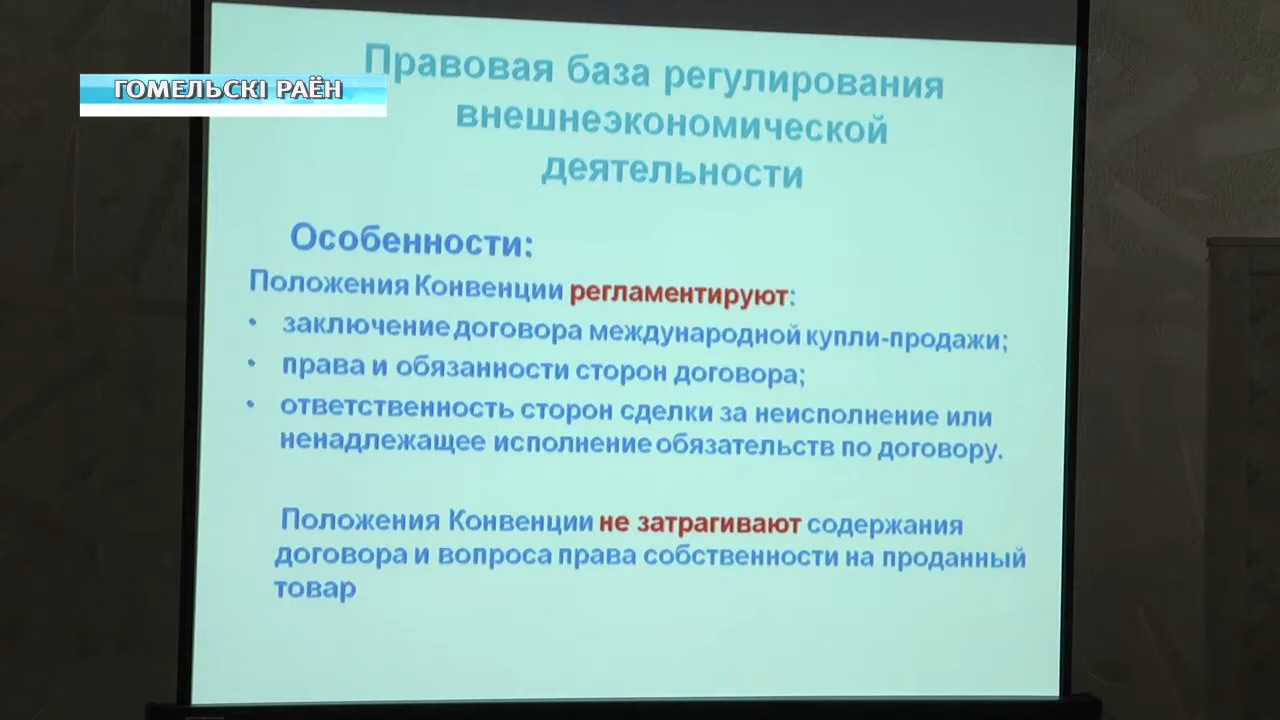 ГОМЕЛЬСКІ РАЁН
Правовая база регулирования
внешнеэкономической
деятельности
Особенности:
Положения Конвенции регламентируют:
• заключение договора международной купли-продажи;
• права и обязанности сторон договора;
• ответственность сторон сделки за неисполнение или
ненадлежащее исполнение обязательств по договору.
Положения Конвенции не затрагивают содержания
договора и вопроса права собственности на проданный
товар